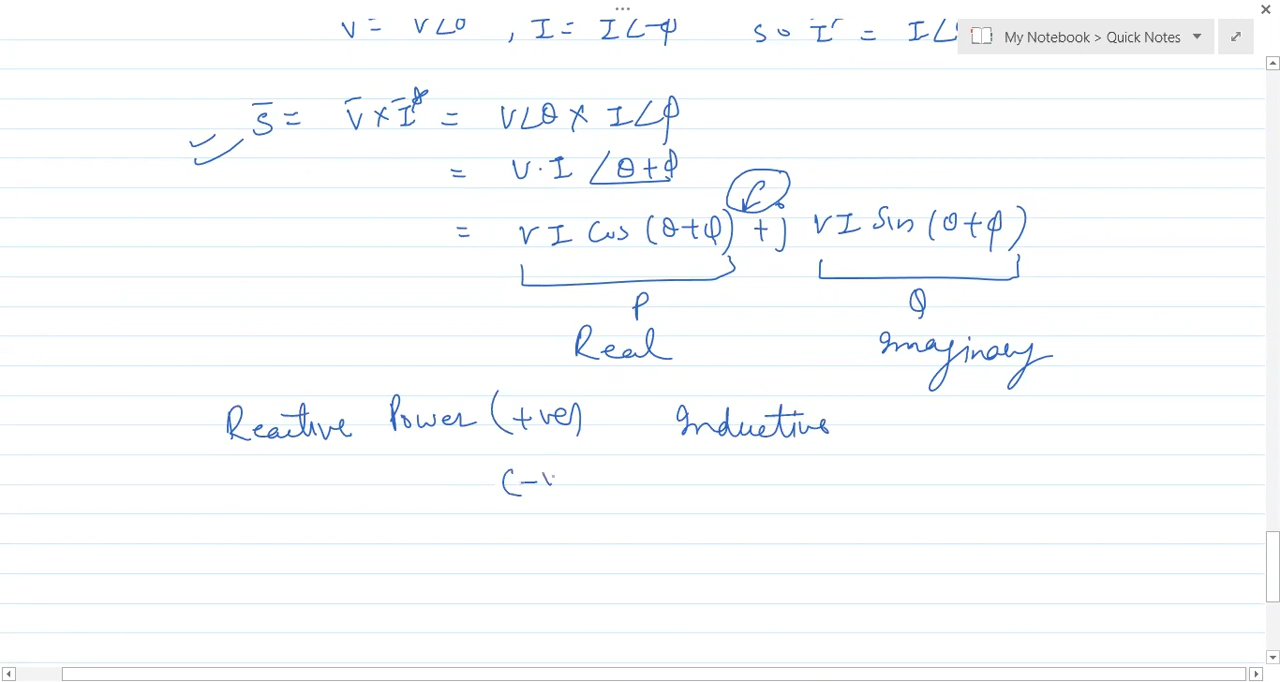 V = V∠θ , I = I∠-φ so I* = I∠
My Notebook > Quick Notes
S̅ = V̅ × I̅* = V∠θ × I∠φ
= V·I ∠θ+φ
= VI Cos (θ+φ) + j VI Sin (θ+φ)
P Q
Real Imaginary
Reactive Power (+ve) Inductive
(-v